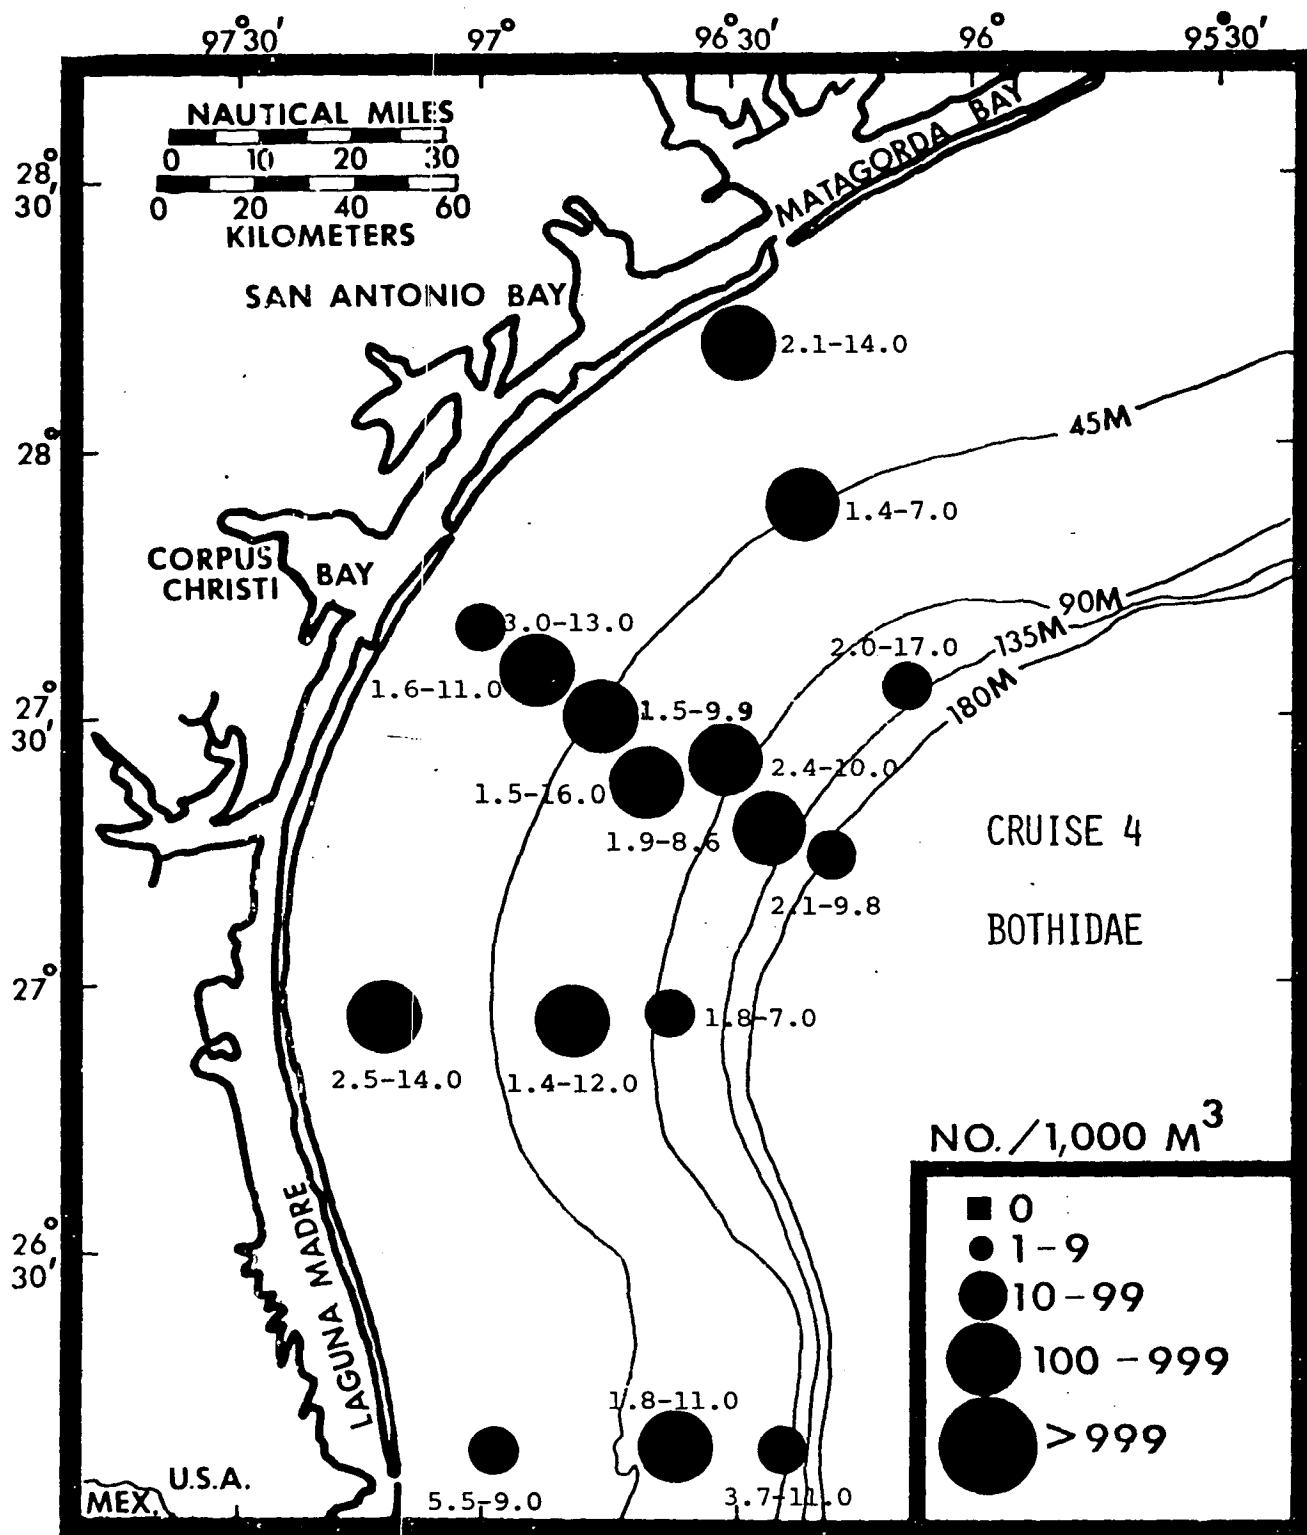 97°30' 97° 96°30' 96° 95°30'
NAUTICAL MILES
0 10 20 30
0 20 40 60
KILOMETERS
28°
30'
MATAGORDA BAY
SAN ANTONIO BAY
2.1-14.0
45M
28°
1.4-7.0
CORPUS
CHRISTI
BAY
90M
3.0-13.0
135M
2.0-17.0
1.6-11.0
180M
27°
30'
1.5-9.9
2.4-10.0
1.5-16.0
1.9-8.6
CRUISE 4
2.1-9.8
BOTHIDAE
27°
1.8-7.0
2.5-14.0
1.4-12.0
NO./1,000 M³
0
1-9
10-99
100-999
>999
26°
30'
LAGUNA MADRE
1.8-11.0
U.S.A.
MEX.
5.5-9.0
3.7-11.0